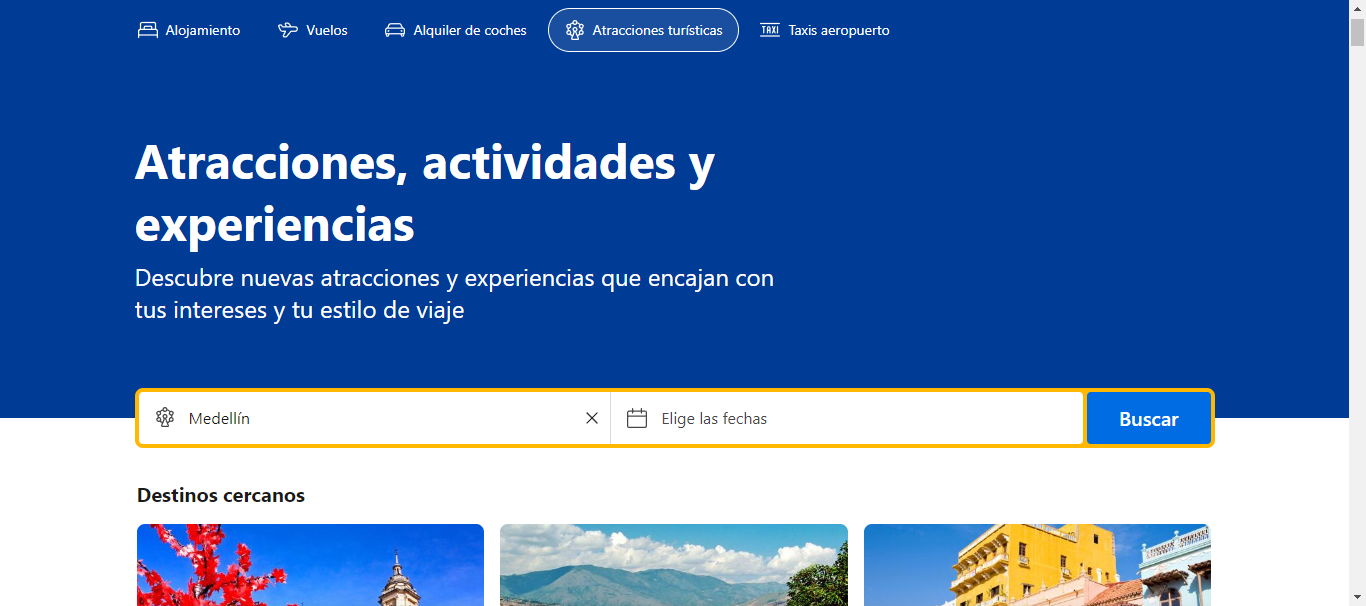 Alojamiento
Vuelos
Alquiler de coches
Atracciones turísticas
TAXI
Taxis aeropuerto
Atracciones, actividades y
experiencias
Descubre nuevas atracciones y experiencias que encajan con
tus intereses y tu estilo de viaje
Medellín
Elige las fechas
Buscar
Destinos cercanos